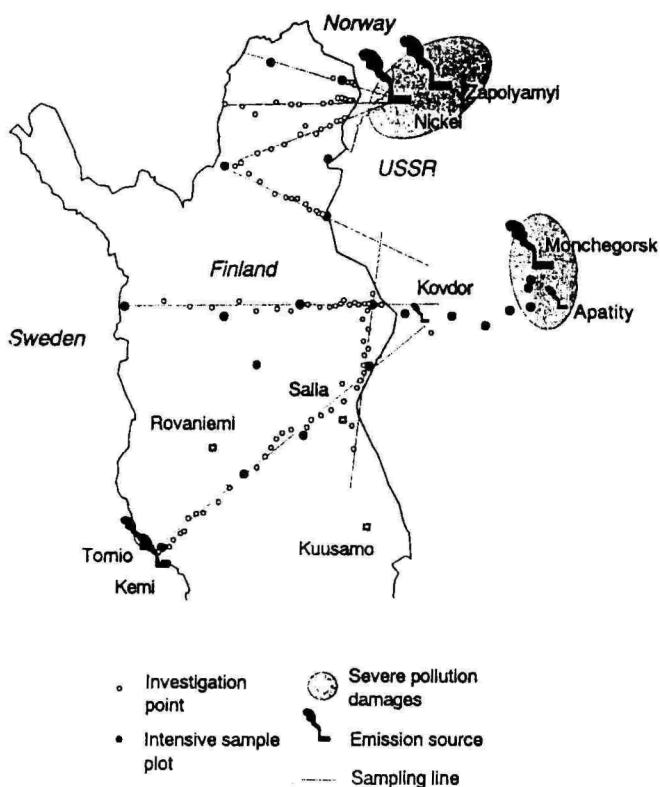 Norway
Zapolyarnyi
Nickel
USSR
Monchegorsk
Finland
Kovdor
Apatity
Sweden
Salla
Rovaniemi
Kuusamo
Tornio
Kemi
Investigation
point
Intensive sample
plot
Severe pollution
damages
Emission source
Sampling line